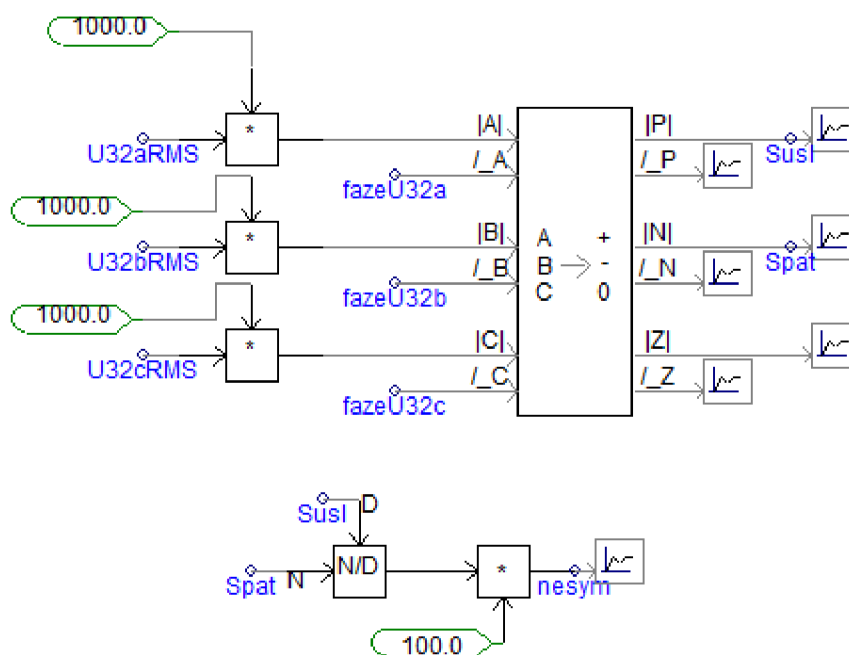 1000.0
|A| |P|
* U32aRMS Susl
/_A /_P
fazeU32a
1000.0
|B| A + |N|
* U32bRMS B - Spat
/_B C 0 /_N
fazeU32b
1000.0
|C| |Z|
* U32cRMS
/_C /_Z
fazeU32c
Susl D
N/D *
Spat N nesym
100.0